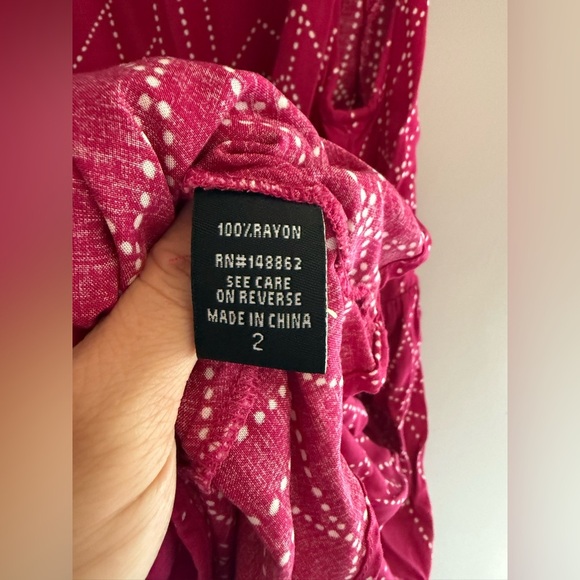 100%RAYON
RN#148862
SEE CARE
ON REVERSE
MADE IN CHINA
2